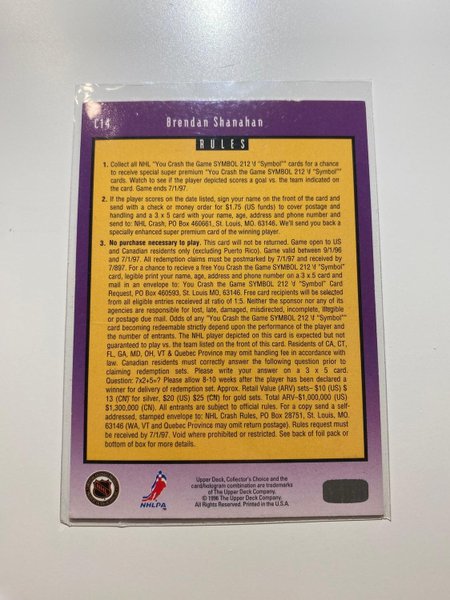 C14 Brendan Shanahan
RULES
1. Collect all NHL "You Crash the Game SYMBOL 212 \f "Symbol"" cards for a chance
to receive special super premium "You Crash the Game SYMBOL 212 \f "Symbol""
cards. Watch to see if the player depicted scores a goal vs. the team indicated on
the card. Game ends 7/1/97.
2. If the player scores on the date listed, sign your name on the front of the card and
send with a check or money order for $1.75 (US funds) to cover postage and
handling and a 3 x 5 card with your name, age, address and phone number
and send to: NHL Crash, PO Box 460661, St. Louis, MO. 63146. We'll send you back a
specially enhanced super premium card of the winning player.
3. No purchase necessary to play. This card will not be returned. Game open to US
and Canadian residents only (excluding Puerto Rico). Game valid between 9/1/96
and 7/1/97. All redemption claims must be postmarked by 7/1/97 and received by
7/897. For a chance to recieve a free You Crash the Game SYMBOL 212 \f "Symbol""
card, legible print your name, age, address and phone number on a 3 x 5 card and
mail in an envelope to: You Crash the Game SYMBOL 212 \f "Symbol" Card
Request, PO Box 460593, St. Louis MO, 63146. Free card recipients will be selected
from all eligible entries receieved at ratio of 1:5. Neither the sponsor nor any of its
agencies are responsible for lost, late, damaged, misdirected, incomplete, illegible
or postage due mail. Odds of any "You Crash the Game SYMBOL 212 \f "Symbol""
card becoming redeemable strictly depend upon the performance of the player and
the number of entrants. The NHL player depicted on this card is expected but not
guaranteed to play vs. the team listed on the front of this card. Residents of CA, CT,
FL, GA, MD, OH, VT & Quebec Province may omit handling fee in accordance with
law. Canadian residents must correctly answer the following question prior to
claiming redemption sets. Please write your answer on a 3 x 5 card.
Question: 7x2+5=? Please allow 8-10 weeks after the player has been declared a
winner for delivery of redemption set. Approx. Retail Value (ARV) sets– $10 (US) $
13 (CN) for silver, $20 (US) $25 (CN) for gold sets. Total ARV–$1,000,000 (US)
$1,300,000 (CN). All entrants are subject to official rules. For a copy send a self-
addressed, stamped envelope to: NHL Crash Rules, PO Box 28751, St. Louis, MO.
63146 (WA, VT and Quebec Province may omit return postage). Rules request must
be received by 7/1/97. Void where prohibited or restricted. See back of foil pack or
bottom of box for more details.
NHLPA
Upper Deck, Collector's Choice and the
card/hologram combination are trademarks
of The Upper Deck Company.
© 1996 The Upper Deck Company.
All Rights Reserved. Printed in the U.S.A.